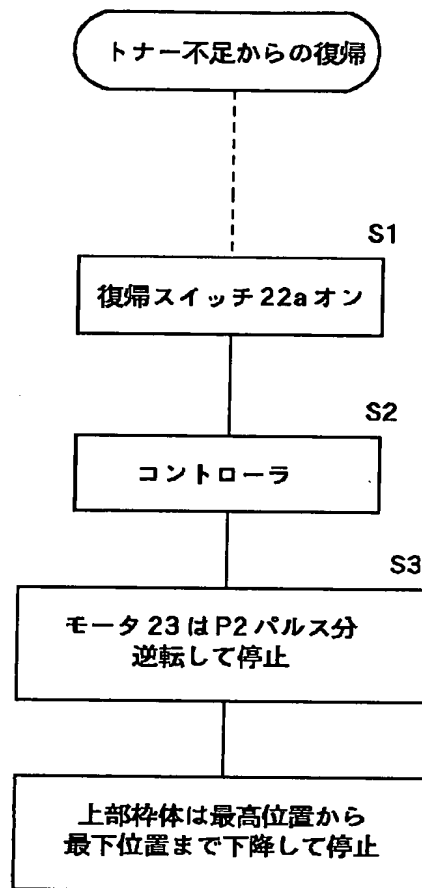 トナー不足からの復帰
S1
復帰スイッチ22aオン
S2
コントローラ
S3
モータ23はP2パルス分
逆転して停止
上部枠体は最高位置から
最下位置まで下降して停止